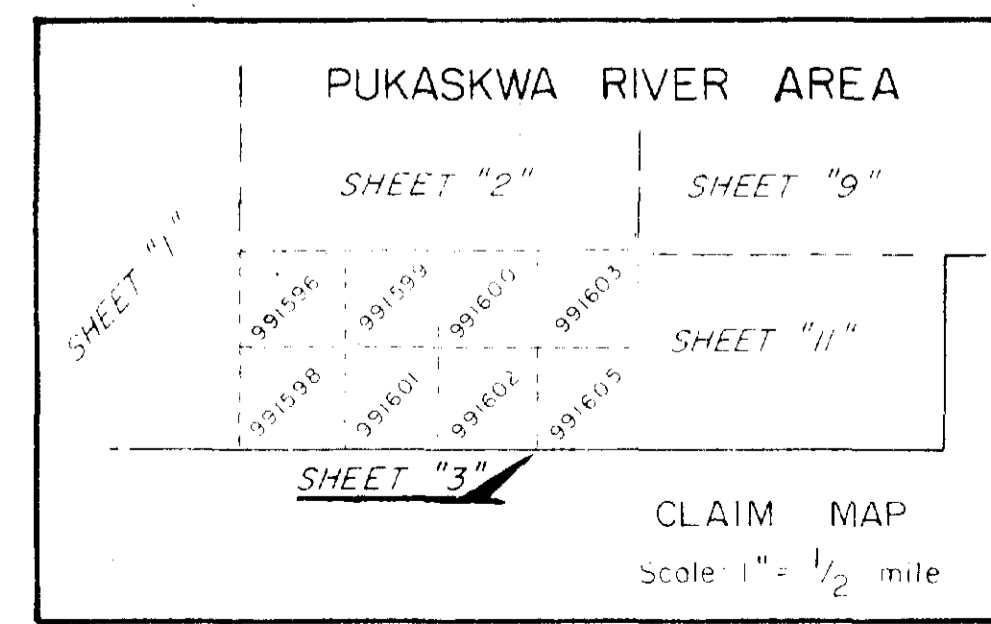 PUKASKWA RIVER AREA
SHEET "2" SHEET "9"
SHEET "1"
991596 991599 991600 991603
SHEET "11"
991598 991601 991602 991605
SHEET "3"
CLAIM MAP
Scale: 1" = 1/2 mile